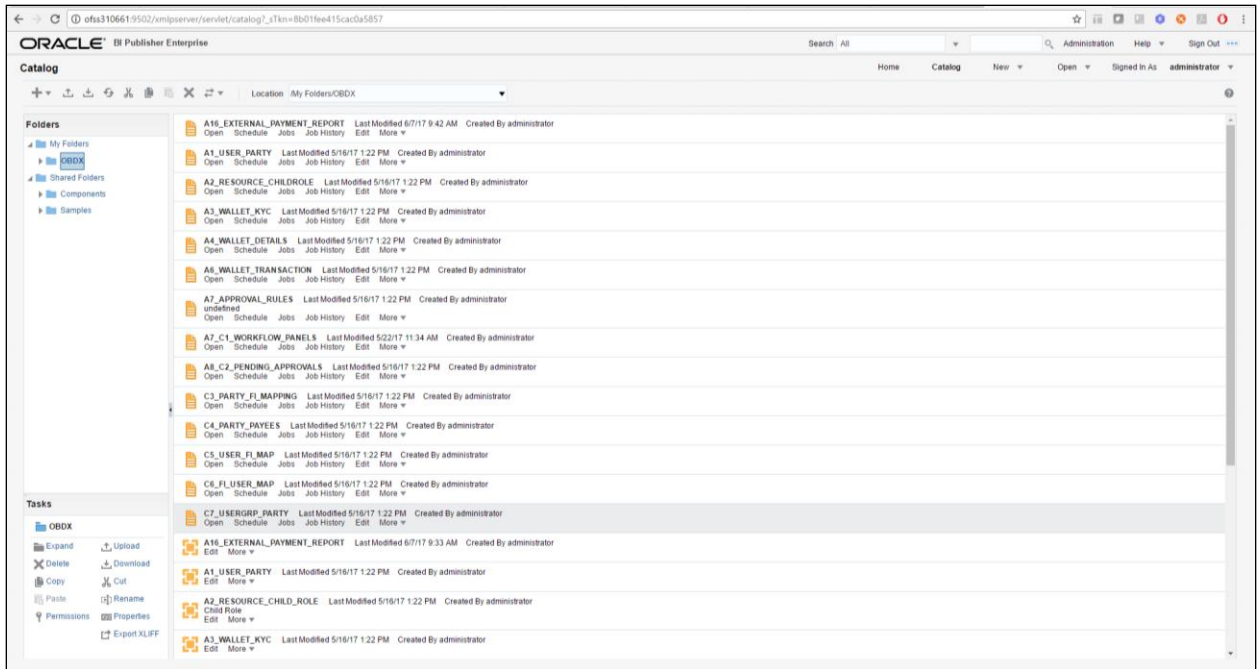 ofss310661:9502/xmlpserver/servlet/catalog?_sTkn=8b01fee415cac0a5857
ORACLE BI Publisher Enterprise Search All Administration Help Sign Out
Catalog Home Catalog New Open Signed In As administrator
Location /My Folders/OBDX
Folders
My Folders
OBDX
Shared Folders
Components
Samples
A16_EXTERNAL_PAYMENT_REPORT Last Modified 6/7/17 9:42 AM Created By administrator
Open Schedule Jobs Job History Edit More
A1_USER_PARTY Last Modified 5/16/17 1:22 PM Created By administrator
Open Schedule Jobs Job History Edit More
A2_RESOURCE_CHILDROLE Last Modified 5/16/17 1:22 PM Created By administrator
Open Schedule Jobs Job History Edit More
A3_WALLET_KYC Last Modified 5/16/17 1:22 PM Created By administrator
Open Schedule Jobs Job History Edit More
A4_WALLET_DETAILS Last Modified 5/16/17 1:22 PM Created By administrator
Open Schedule Jobs Job History Edit More
A6_WALLET_TRANSACTION Last Modified 5/16/17 1:22 PM Created By administrator
Open Schedule Jobs Job History Edit More
A7_APPROVAL_RULES Last Modified 5/16/17 1:22 PM Created By administrator
undefined
Open Schedule Jobs Job History Edit More
A7_C1_WORKFLOW_PANELS Last Modified 5/22/17 11:34 AM Created By administrator
Open Schedule Jobs Job History Edit More
A8_C2_PENDING_APPROVALS Last Modified 5/16/17 1:22 PM Created By administrator
Open Schedule Jobs Job History Edit More
C3_PARTY_FI_MAPPING Last Modified 5/16/17 1:22 PM Created By administrator
Open Schedule Jobs Job History Edit More
C4_PARTY_PAYEES Last Modified 5/16/17 1:22 PM Created By administrator
Open Schedule Jobs Job History Edit More
C5_USER_FI_MAP Last Modified 5/16/17 1:22 PM Created By administrator
Open Schedule Jobs Job History Edit More
C6_FI_USER_MAP Last Modified 5/16/17 1:22 PM Created By administrator
Open Schedule Jobs Job History Edit More
C7_USERGRP_PARTY Last Modified 5/16/17 1:22 PM Created By administrator
Open Schedule Jobs Job History Edit More
A16_EXTERNAL_PAYMENT_REPORT Last Modified 6/7/17 9:33 AM Created By administrator
Edit More
A1_USER_PARTY Last Modified 5/16/17 1:22 PM Created By administrator
Edit More
A2_RESOURCE_CHILD_ROLE Last Modified 5/16/17 1:22 PM Created By administrator
Child Role
Edit More
A3_WALLET_KYC Last Modified 5/16/17 1:22 PM Created By administrator
Edit More
Tasks
OBDX
Expand Upload
Delete Download
Copy Cut
Paste Rename
Permissions Properties
Export XLIFF